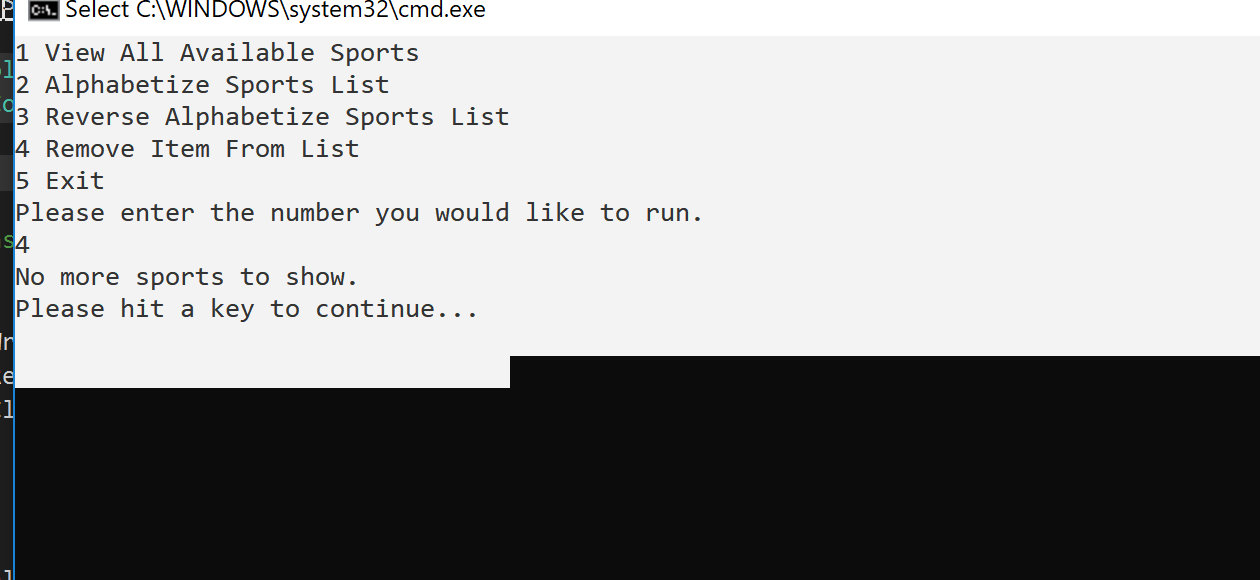 Select C:\WINDOWS\system32\cmd.exe
1 View All Available Sports
2 Alphabetize Sports List
3 Reverse Alphabetize Sports List
4 Remove Item From List
5 Exit
Please enter the number you would like to run.
4
No more sports to show.
Please hit a key to continue...